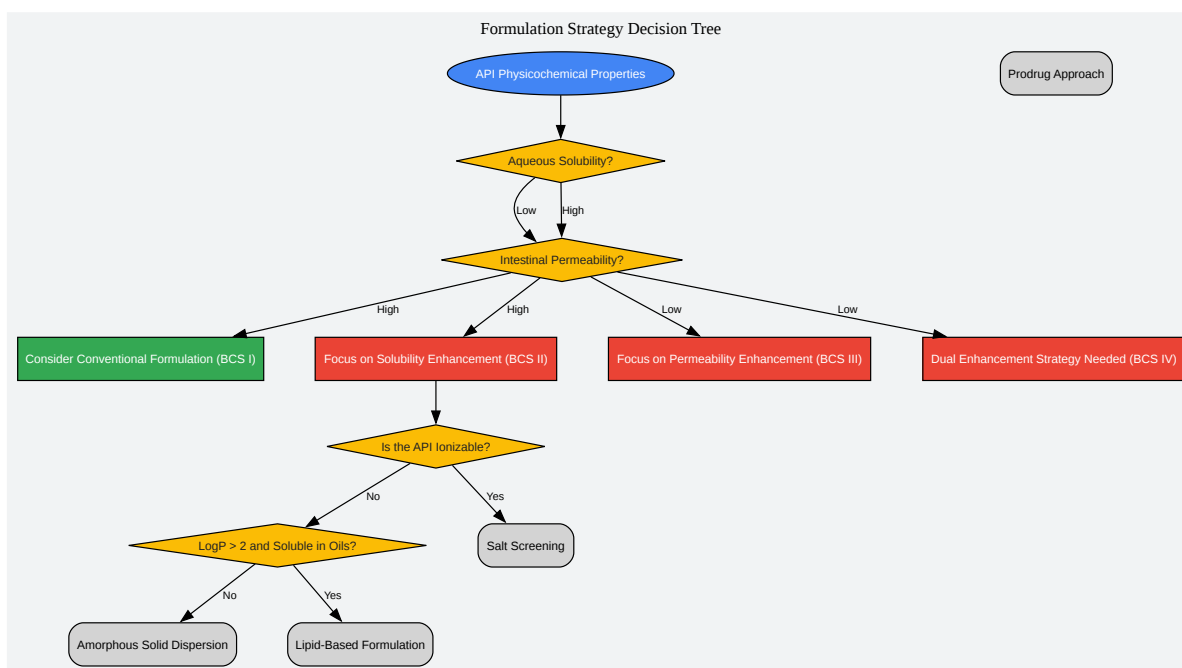 Formulation Strategy Decision Tree
API Physicochemical Properties
Prodrug Approach
Aqueous Solubility?
Low
High
Intestinal Permeability?
High
High
Low
Low
Consider Conventional Formulation (BCS I)
Focus on Solubility Enhancement (BCS II)
Focus on Permeability Enhancement (BCS III)
Dual Enhancement Strategy Needed (BCS IV)
Is the API Ionizable?
No
Yes
LogP > 2 and Soluble in Oils?
Salt Screening
No
Yes
Amorphous Solid Dispersion
Lipid-Based Formulation